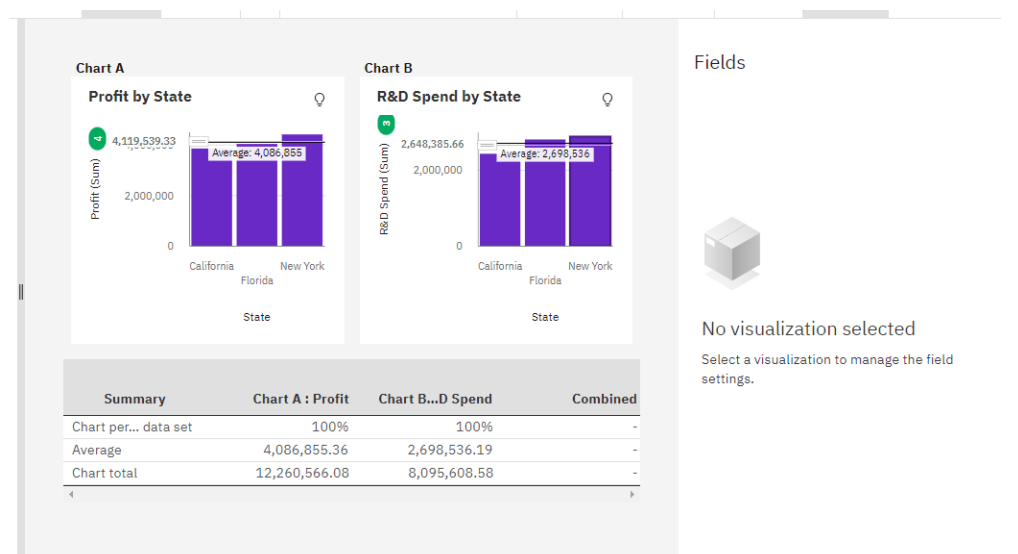 Chart A
Profit by State
4
4,119,539.33
Average: 4,086,855
Profit (Sum)
2,000,000
0
California
Florida
New York
State
Chart B
R&D Spend by State
3
2,648,385.66
Average: 2,698,536
R&D Spend (Sum)
2,000,000
0
California
Florida
New York
State
Summary Chart A : Profit Chart B...D Spend Combined
Chart per... data set 100% 100% -
Average 4,086,855.36 2,698,536.19 -
Chart total 12,260,566.08 8,095,608.58 -
Fields
No visualization selected
Select a visualization to manage the field
settings.